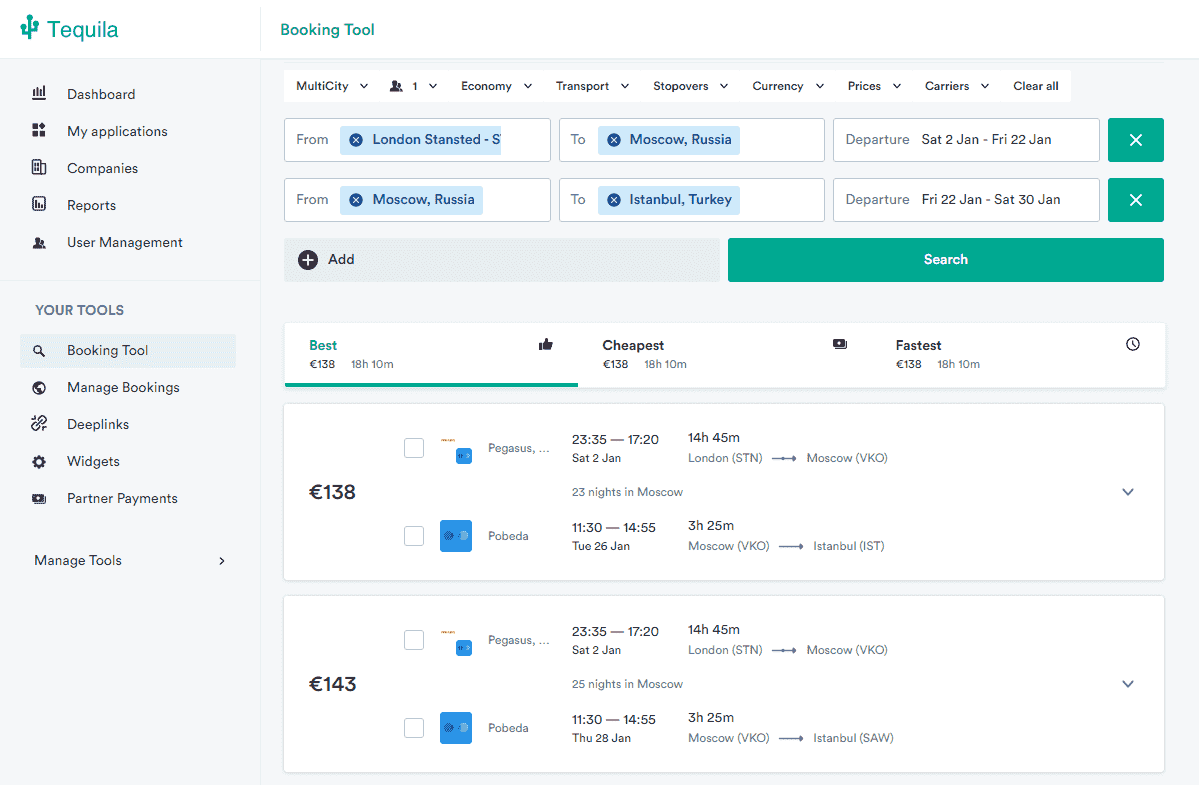 Tequila
Booking Tool
Dashboard
My applications
Companies
Reports
User Management
YOUR TOOLS
Booking Tool
Manage Bookings
Deeplinks
Widgets
Partner Payments
Manage Tools
MultiCity 1 Economy Transport Stopovers Currency Prices Carriers Clear all
From London Stansted - S To Moscow, Russia Departure Sat 2 Jan - Fri 22 Jan
From Moscow, Russia To Istanbul, Turkey Departure Fri 22 Jan - Sat 30 Jan
Add Search
Best Cheapest Fastest
€138 18h 10m €138 18h 10m €138 18h 10m
23:35 — 17:20 14h 45m
Pegasus, ...
Sat 2 Jan London (STN) Moscow (VKO)
€138 23 nights in Moscow
11:30 — 14:55 3h 25m
Pobeda
Tue 26 Jan Moscow (VKO) Istanbul (IST)
23:35 — 17:20 14h 45m
Pegasus, ...
Sat 2 Jan London (STN) Moscow (VKO)
€143 25 nights in Moscow
11:30 — 14:55 3h 25m
Pobeda
Thu 28 Jan Moscow (VKO) Istanbul (SAW)